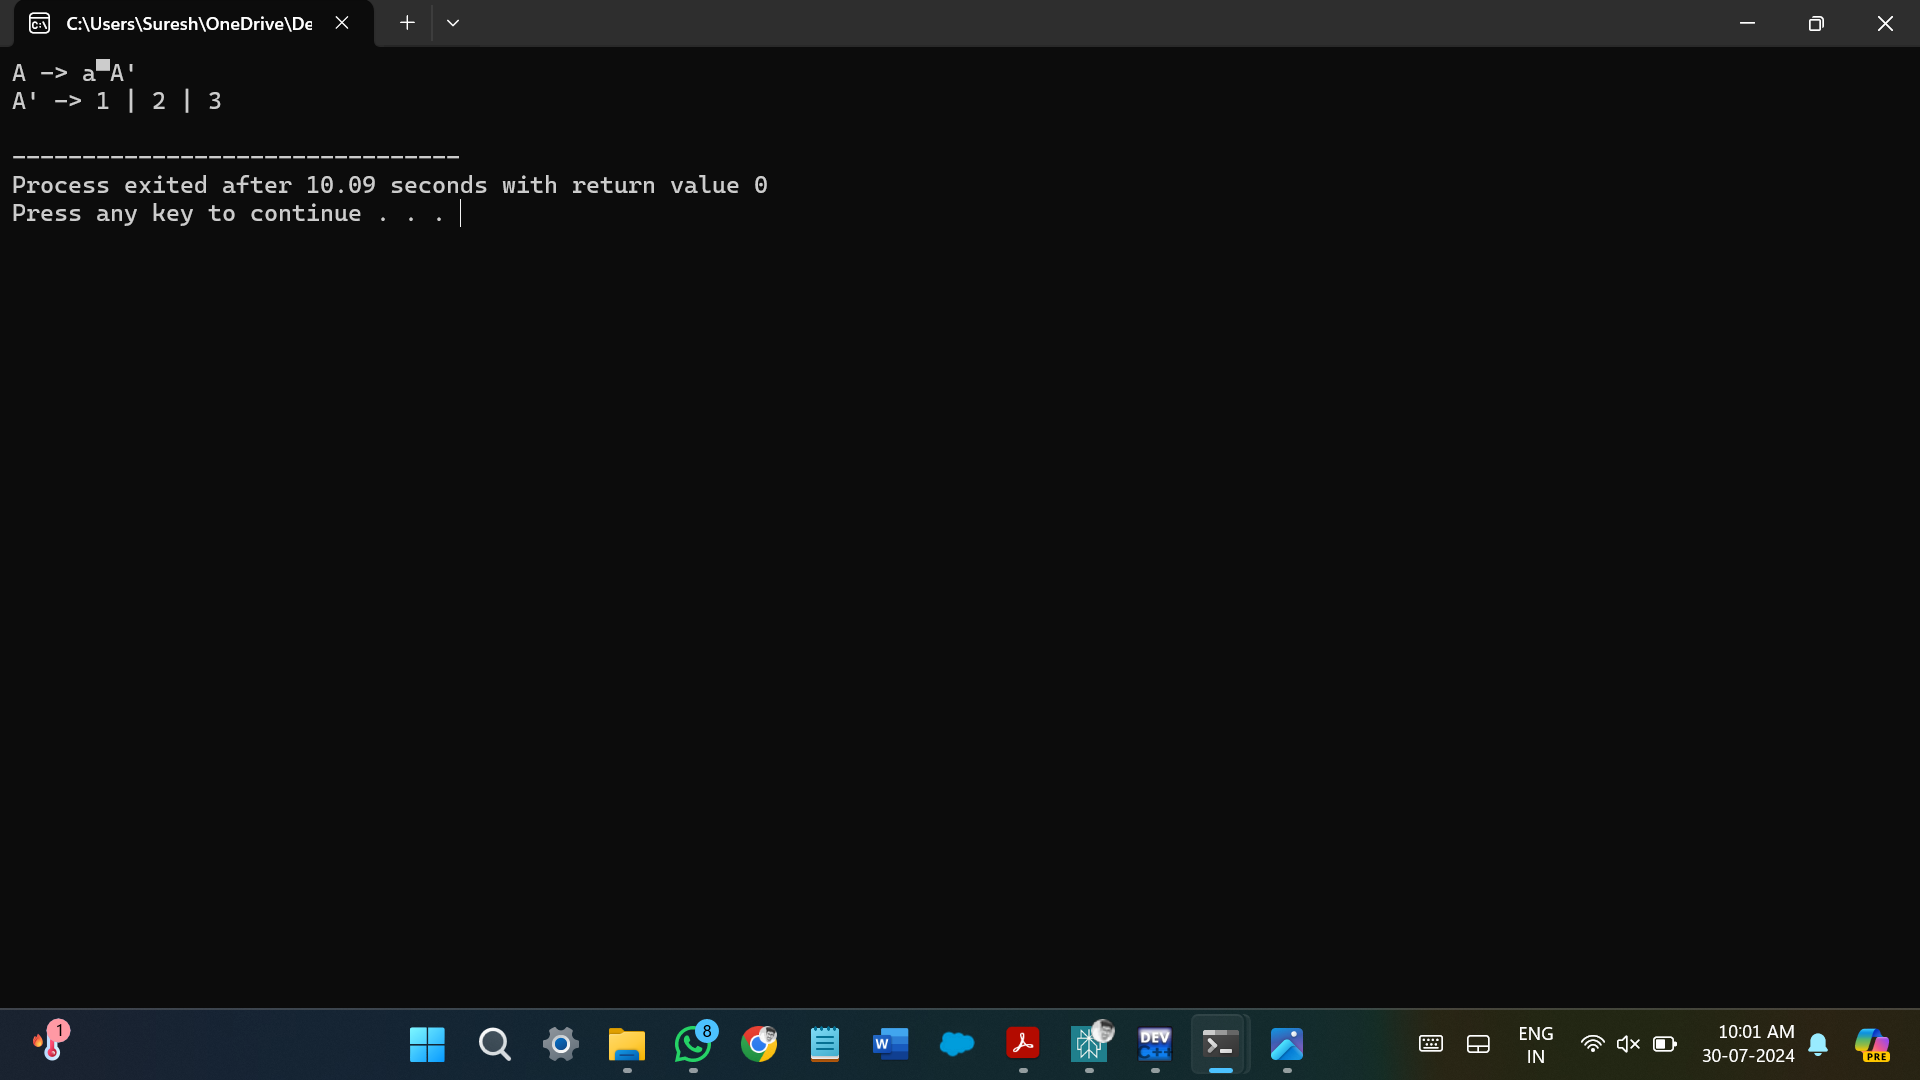 C:\Users\Suresh\OneDrive\De
A -> a▀A'
A' -> 1 | 2 | 3
--------------------------------
Process exited after 10.09 seconds with return value 0
Press any key to continue . . .
1
8
W
DEV
C++
ENG
IN
10:01 AM
30-07-2024
PRE